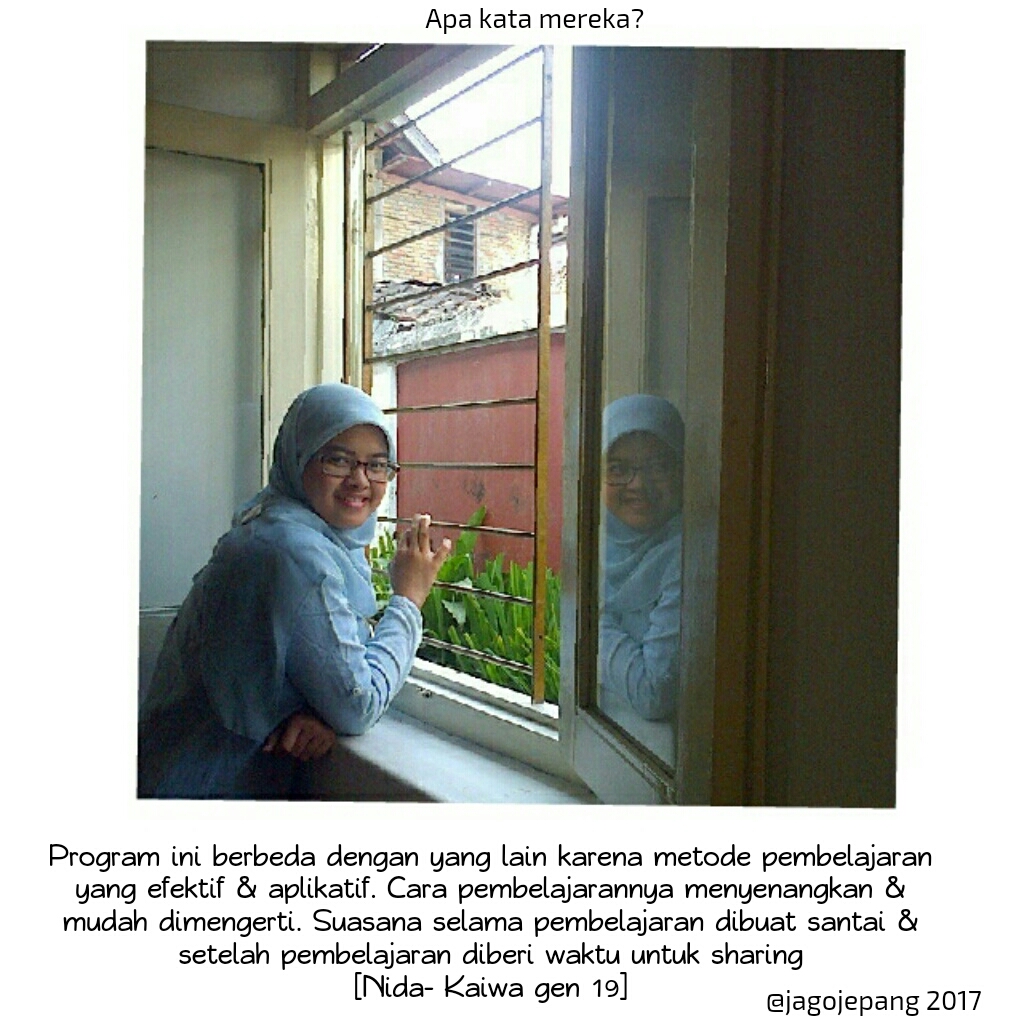 Apa kata mereka?
Program ini berbeda dengan yang lain karena metode pembelajaran
yang efektif & aplikatif. Cara pembelajarannya menyenangkan &
mudah dimengerti. Suasana selama pembelajaran dibuat santai &
setelah pembelajaran diberi waktu untuk sharing
[Nida- Kaiwa gen 19]
@jagojepang 2017